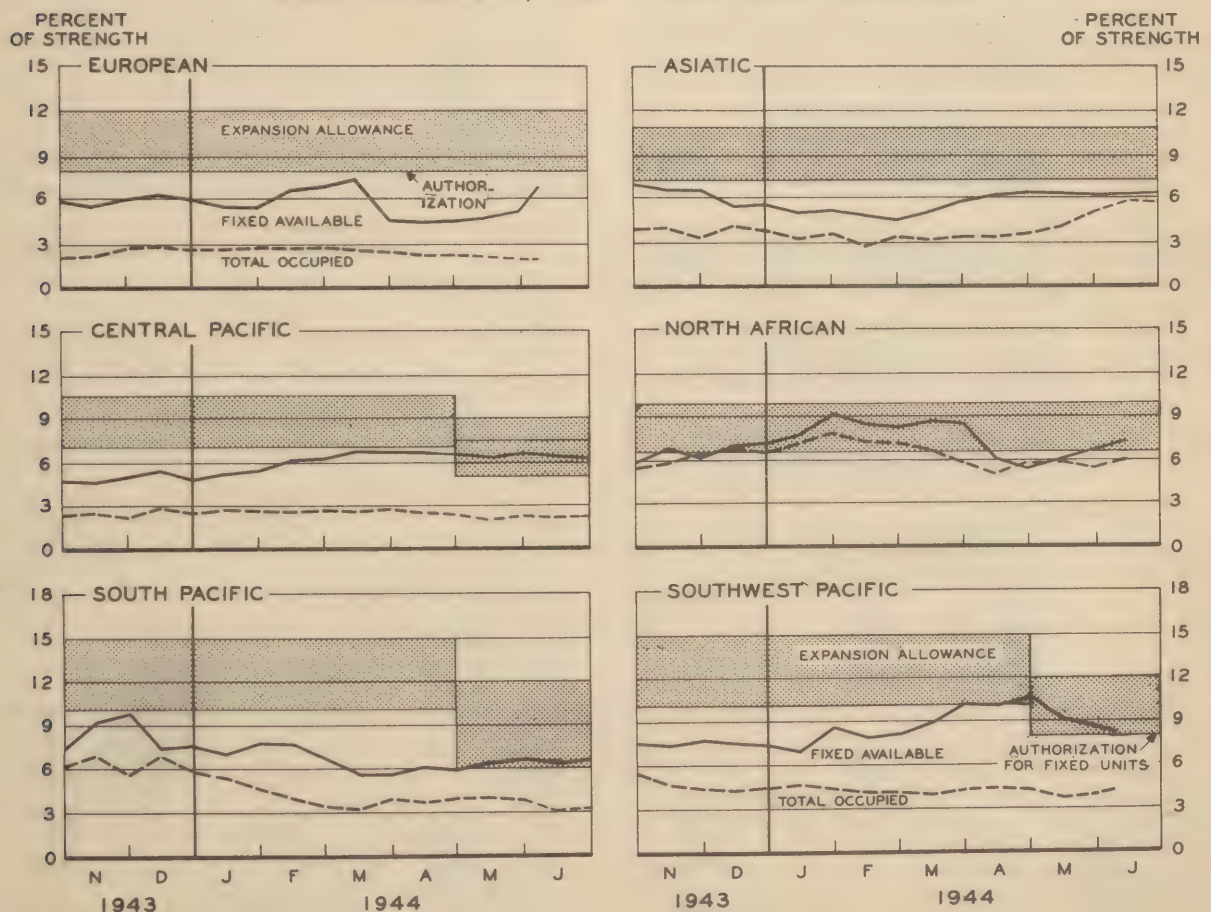 PERCENT
OF STRENGTH
PERCENT
OF STRENGTH
EUROPEAN
15
12
9
6
3
0
EXPANSION ALLOWANCE
AUTHOR-
IZATION
FIXED AVAILABLE
TOTAL OCCUPIED
ASIATIC
15
12
9
6
3
0
CENTRAL PACIFIC
15
12
9
6
3
0
NORTH AFRICAN
15
12
9
6
3
0
SOUTH PACIFIC
18
15
12
9
6
3
0
N D J F M A M J
1943 1944
SOUTHWEST PACIFIC
18
15
12
9
6
3
0
EXPANSION ALLOWANCE
FIXED AVAILABLE
AUTHORIZATION
FOR FIXED UNITS
TOTAL OCCUPIED
N D J F M A M J
1943 1944